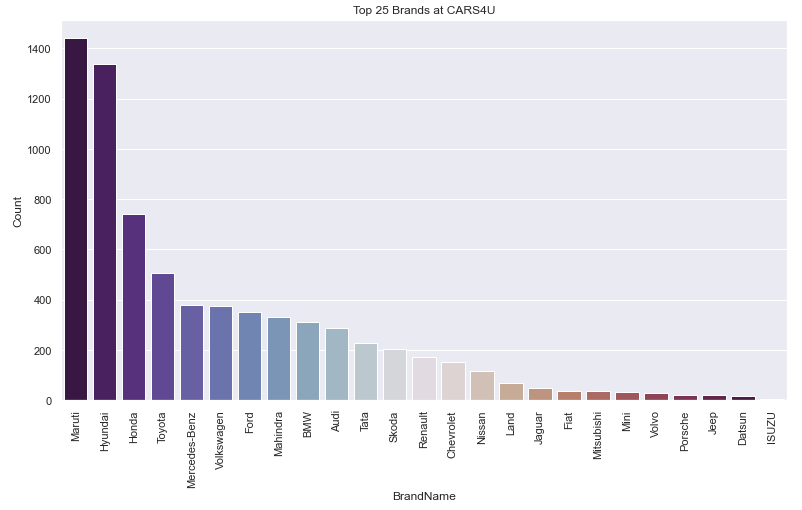 Top 25 Brands at CARS4U
1400
1200
1000
800
600
400
200
0
Count
Maruti
Hyundai
Honda
Toyota
Mercedes-Benz
Volkswagen
Ford
Mahindra
BMW
Audi
Tata
Skoda
Renault
Chevrolet
Nissan
Land
Jaguar
Fiat
Mitsubishi
Mini
Volvo
Porsche
Jeep
Datsun
ISUZU
BrandName